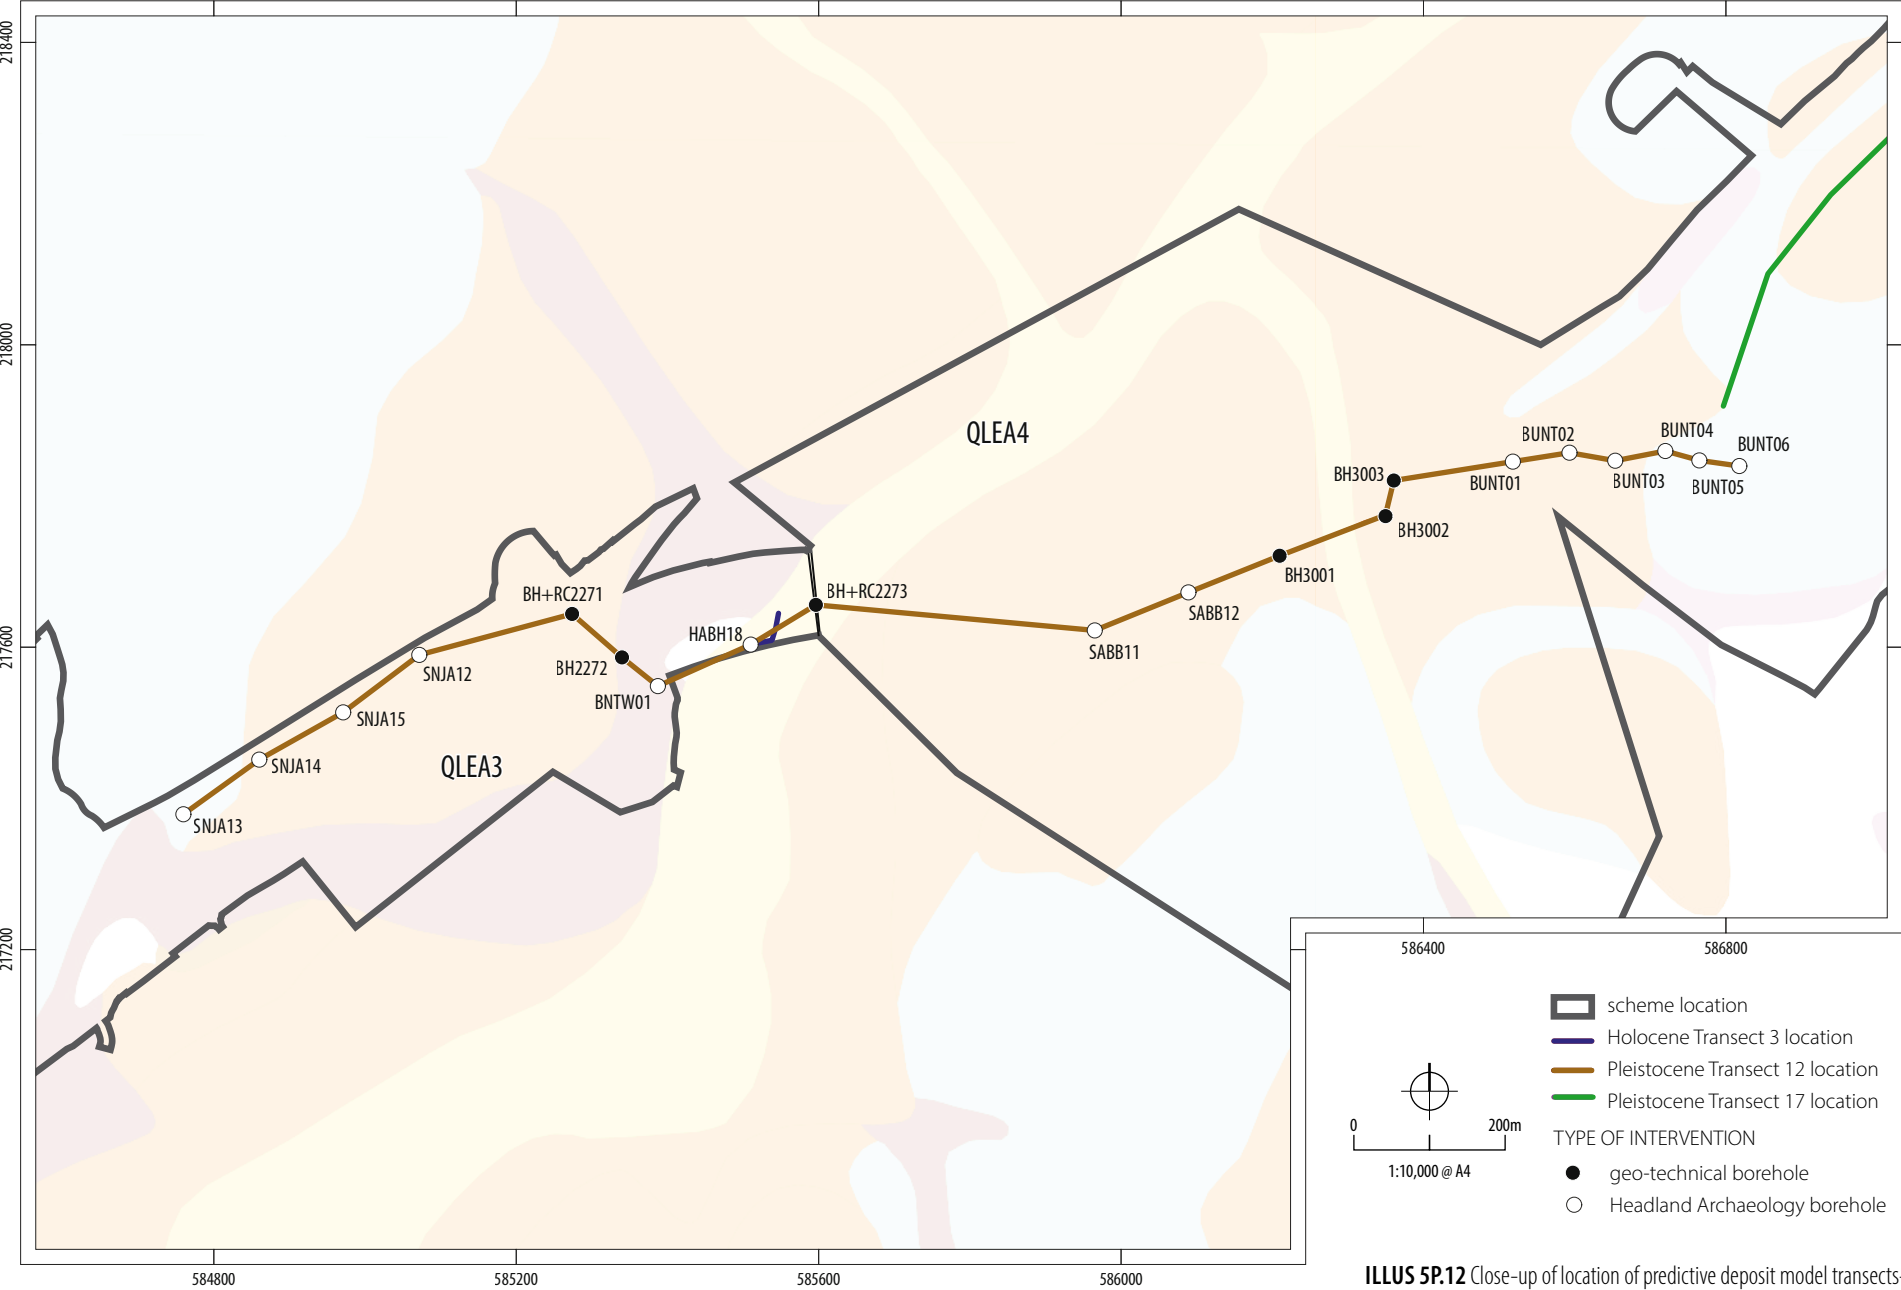 218400
218000
217600
217200
QLEA4
BUNT02
BUNT04
BUNT06
BH3003
BUNT01
BUNT03
BUNT05
BH3002
BH3001
BH+RC2271
BH+RC2273
SABB12
HABH18
SABB11
SNJA12
BH2272
BNTW01
SNJA15
SNJA14
QLEA3
SNJA13
586400
586800
scheme location
Holocene Transect 3 location
Pleistocene Transect 12 location
Pleistocene Transect 17 location
0
200m
1:10,000 @ A4
TYPE OF INTERVENTION
geo-technical borehole
Headland Archaeology borehole
584800
585200
585600
586000
ILLUS 5P.12 Close-up of location of predictive deposit model transects-